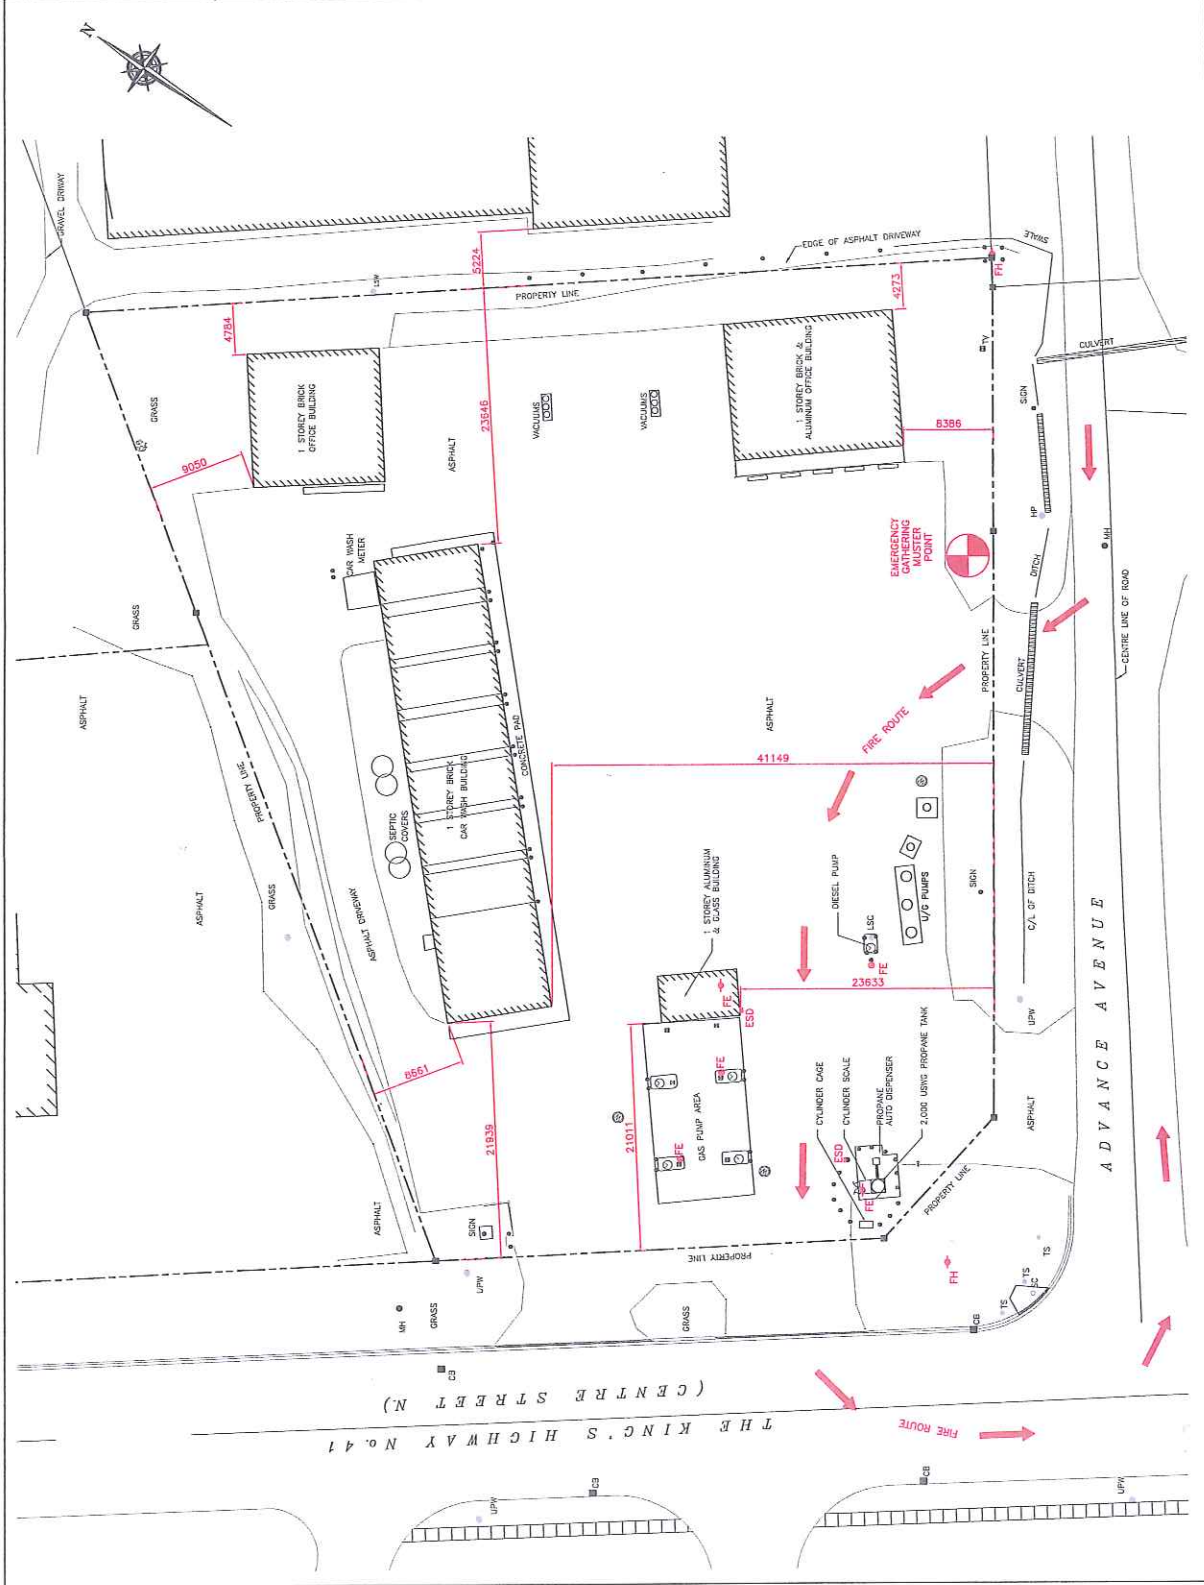 N
GRAVEL DRIWAY
LSW
5224
EDGE OF ASPHALT DRIVEWAY
SWALE
FH
PROPERTY LINE
4784
4273
TV
CULVERT
1 STOREY BRICK
OFFICE BUILDING
GRASS
9050
ASPHALT
23646
VACUUMS
VACUUMS
1 STOREY BRICK &
ALUMINUM OFFICE BUILDING
8386
SIGN
HP
MH
CAR WASH
METER
EMERGENCY
GATHERING
MUSTER
POINT
DITCH
CENTRE LINE OF ROAD
GRASS
ASPHALT
PROPERTY LINE
SEPTIC
COVERS
1 STOREY BRICK
CAR WASH BUILDING
CONCRETE PAD
ASPHALT
41149
FIRE ROUTE
PROPERTY LINE
CULVERT
ASPHALT
GRASS
ASPHALT DRIVEWAY
1 STOREY ALUMINUM
& GLASS BUILDING
DIESEL PUMP
LSC
U/G PUMPS
SIGN
C/L OF DITCH
FE
FE
ESD
23633
UPW
ADVANCE AVENUE
8661
21939
21011
GAS PUMP AREA
FE
FE
CYLINDER CAGE
CYLINDER SCALE
PROPANE
AUTO DISPENSER
2,000 USWG PROPANE TANK
ESD
FE
ASPHALT
PROPERTY LINE
ASPHALT
SIGN
PROPERTY LINE
UPW
FH
TS
TS
SC
TS
MH
GRASS
GRASS
CB
CB
(CENTRE STREET N.)
THE KING'S HIGHWAY No. 41
FIRE ROUTE
CB
CB
UPW
UPW